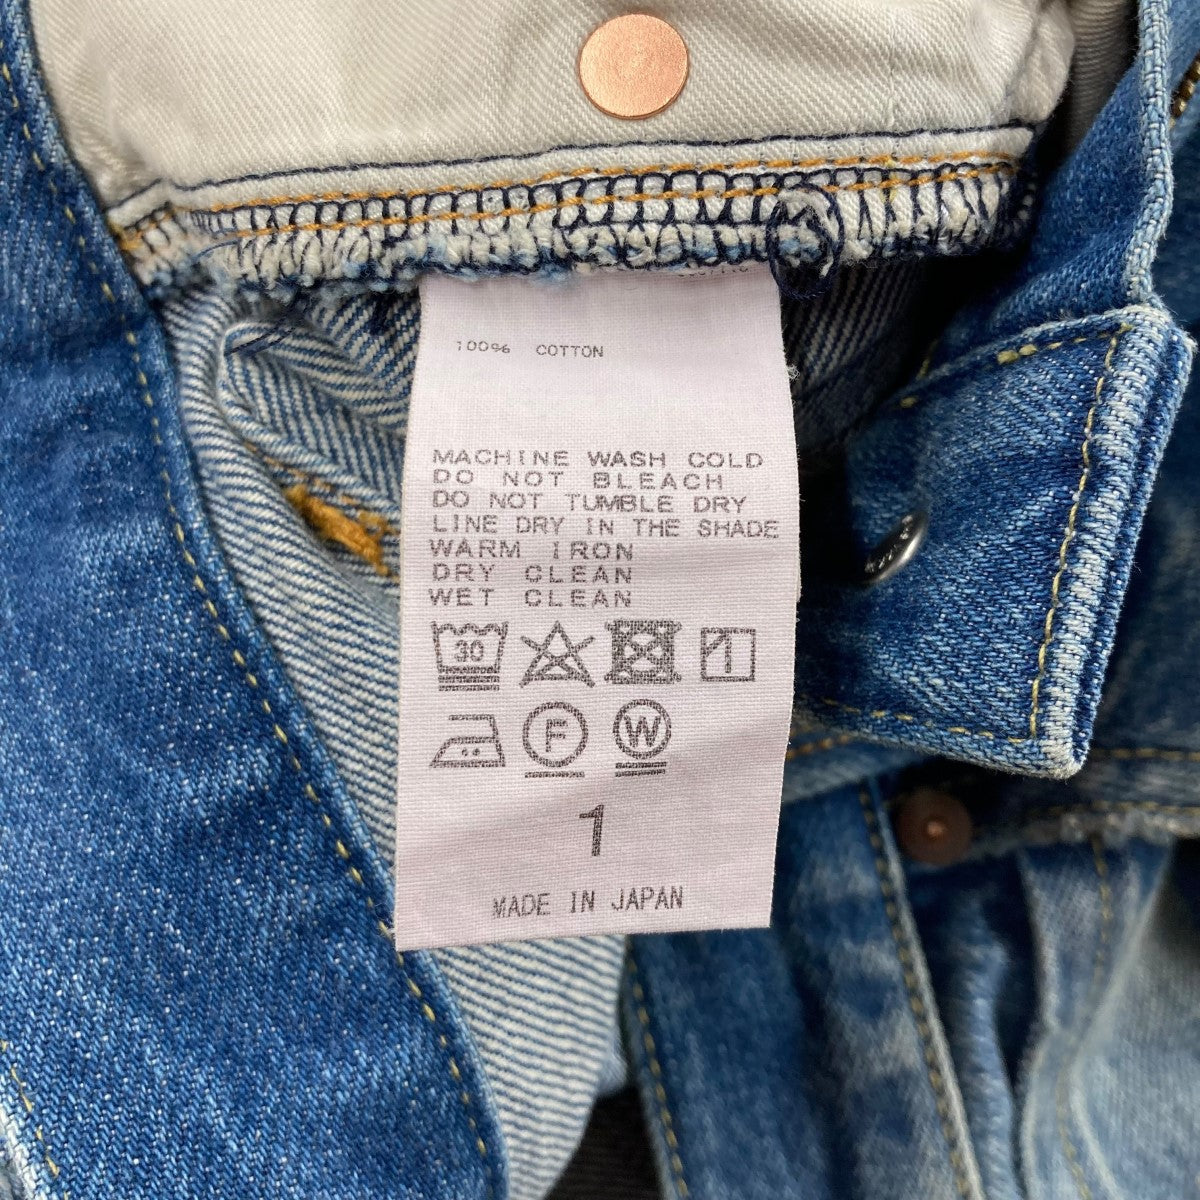 100% COTTON
MACHINE WASH COLD
DO NOT BLEACH
DO NOT TUMBLE DRY
LINE DRY IN THE SHADE
WARM IRON
DRY CLEAN
WET CLEAN
30
F W
1
MADE IN JAPAN